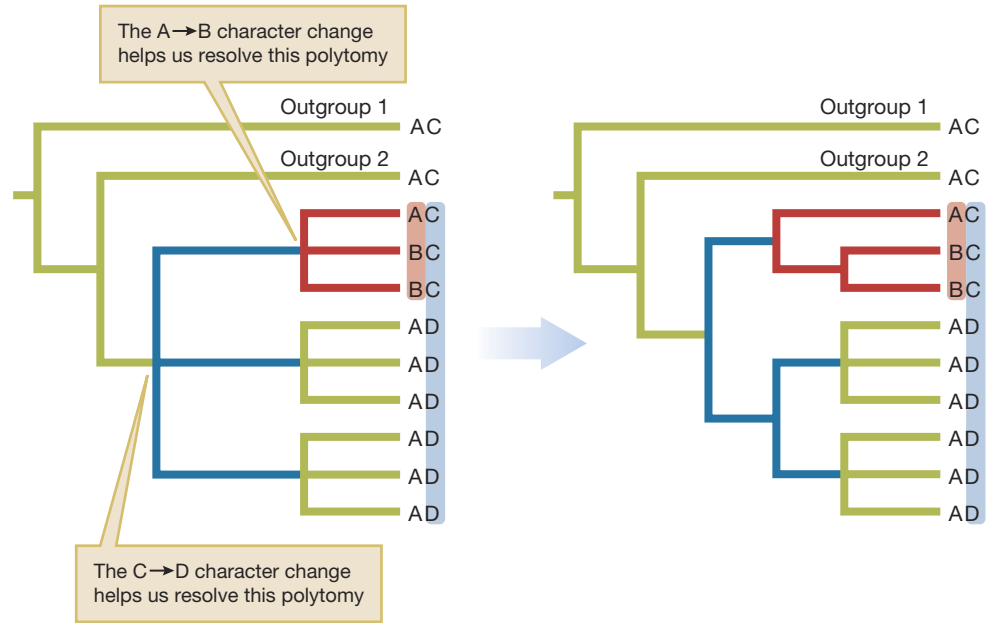 The A→B character change
helps us resolve this polytomy
Outgroup 1
AC
Outgroup 2
AC
AC
BC
BC
AD
AD
AD
AD
AD
AD
The C→D character change
helps us resolve this polytomy
Outgroup 1
AC
Outgroup 2
AC
AC
BC
BC
AD
AD
AD
AD
AD
AD